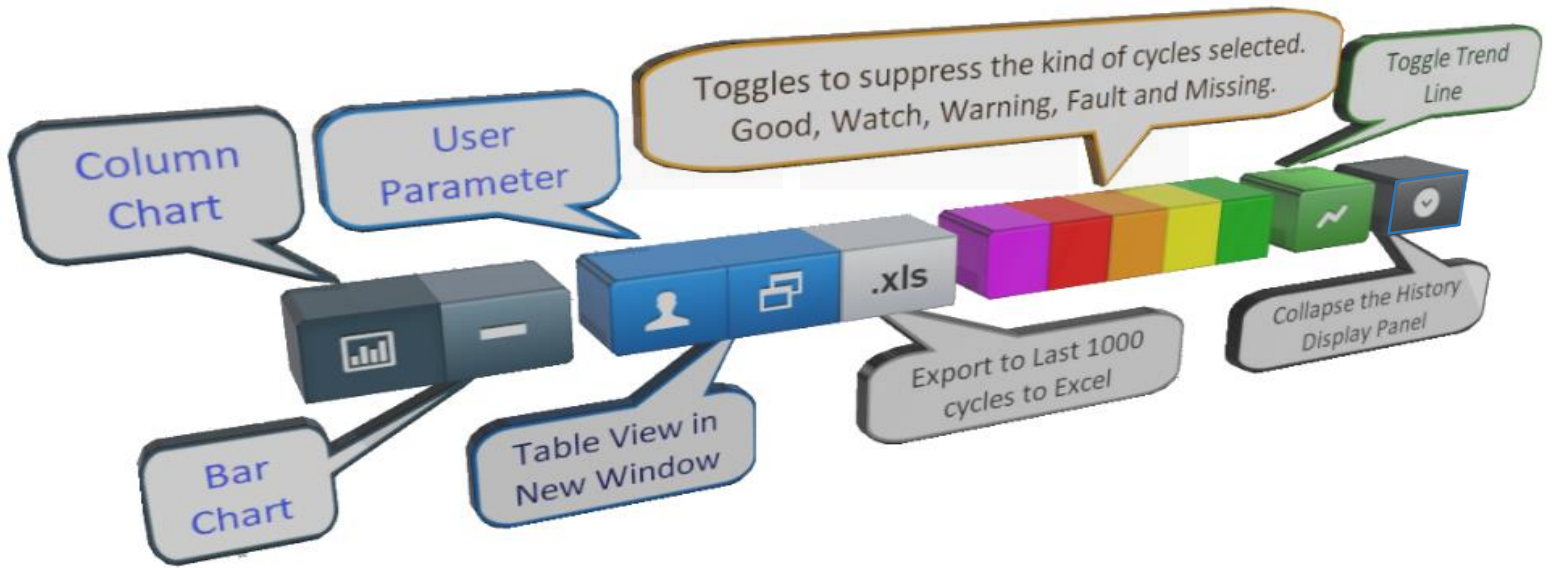 Column
Chart
User
Parameter
Toggles to suppress the kind of cycles selected.
Good, Watch, Warning, Fault and Missing.
Toggle Trend
Line
.xls
Bar
Chart
Table View in
New Window
Export to Last 1000
cycles to Excel
Collapse the History
Display Panel